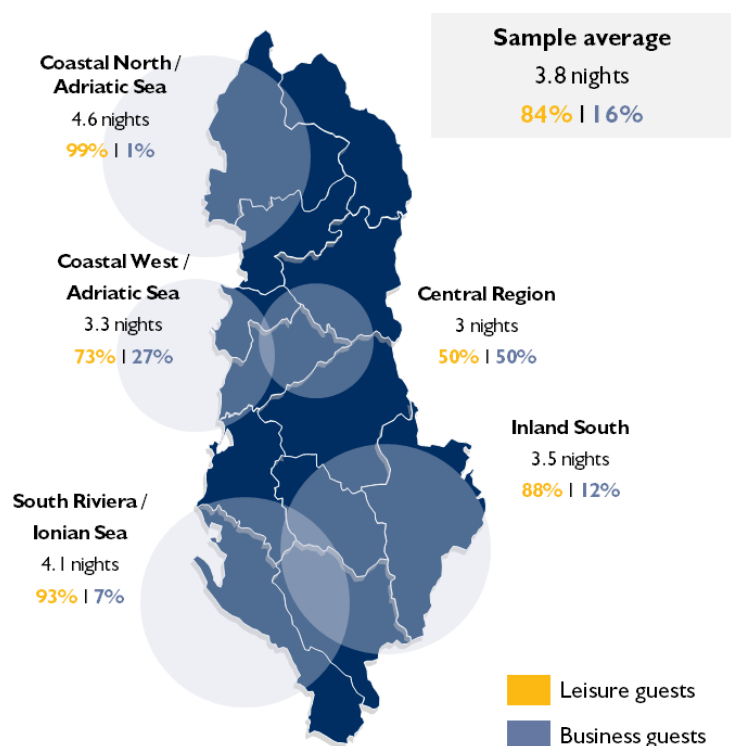 Sample average
3.8 nights
84% | 16%
Coastal North /
Adriatic Sea
4.6 nights
99% | 1%
Coastal West /
Adriatic Sea
3.3 nights
73% | 27%
Central Region
3 nights
50% | 50%
Inland South
3.5 nights
88% | 12%
South Riviera /
Ionian Sea
4.1 nights
93% | 7%
Leisure guests
Business guests